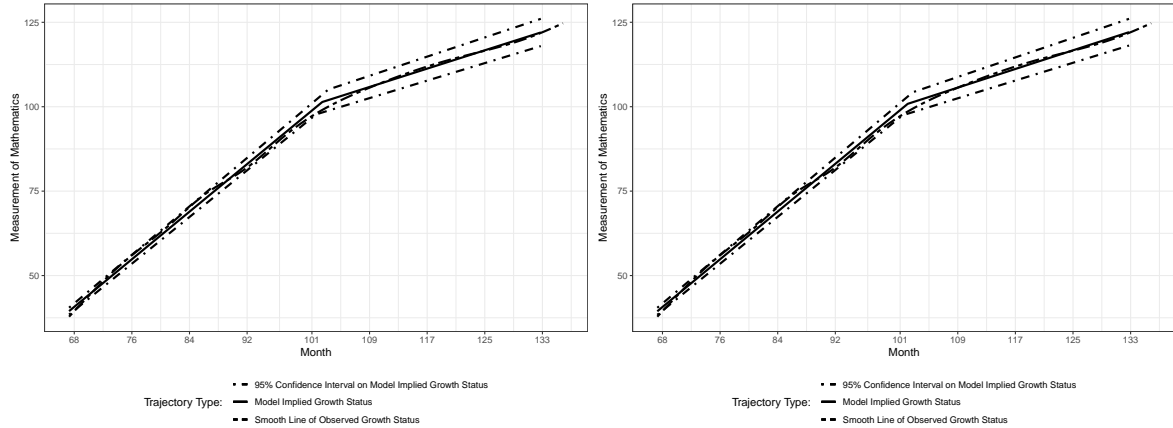 125
100
75
50
Measurement of Mathematics
68 76 84 92 101 109 117 125 133
Month
Trajectory Type:
95% Confidence Interval on Model Implied Growth Status
Model Implied Growth Status
Smooth Line of Observed Growth Status
125
100
75
50
Measurement of Mathematics
68 76 84 92 101 109 117 125 133
Month
Trajectory Type:
95% Confidence Interval on Model Implied Growth Status
Model Implied Growth Status
Smooth Line of Observed Growth Status